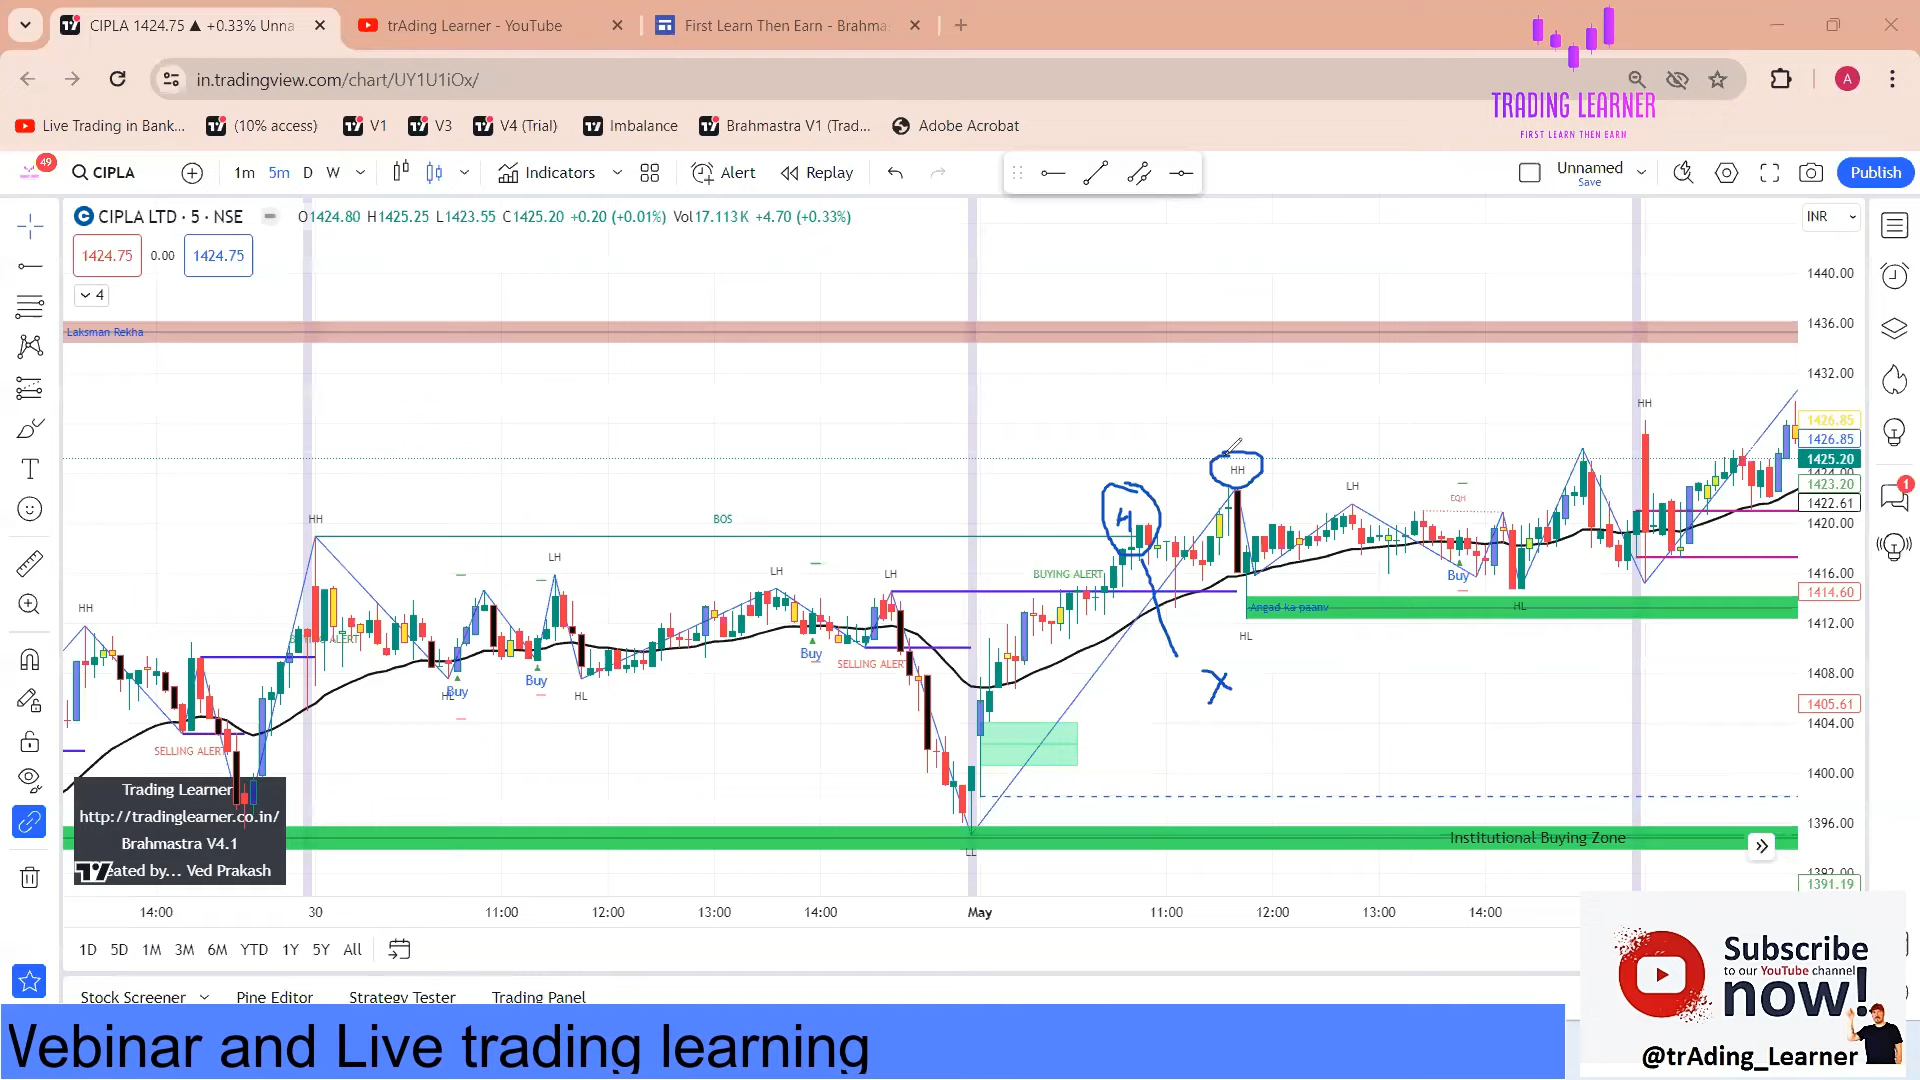 CIPLA 1424.75 ▲ +0.33% Unna
trAding Learner - YouTube
First Learn Then Earn - Brahma
in.tradingview.com/chart/UY1U1iOx/
A
TRADING LEARNER
FIRST LEARN THEN EARN
Live Trading in Bank...
(10% access)
V1
V3
V4 (Trial)
Imbalance
Brahmastra V1 (Trad...
Adobe Acrobat
49
CIPLA
1m
5m
D
W
Indicators
Alert
Replay
Unnamed
Save
Publish
CIPLA LTD · 5 · NSE
O1424.80 H1425.25 L1423.55 C1425.20 +0.20 (+0.01%) Vol17.113K +4.70 (+0.33%)
INR
1424.75
0.00
1424.75
4
1440.00
1436.00
1432.00
1426.85
1426.85
1425.20
1423.20
1422.61
1420.00
1416.00
1414.60
1412.00
1408.00
1405.61
1404.00
1400.00
1396.00
1391.19
Laksman Rekha
HH
HH
HH
HH
H
X
BOS
LH
LH
LH
LH
EQH
BUYING ALERT
BUYING ALERT
Buy
Buy
Buy
Buy
Angad ka paanv
HL
HL
HL
HL
SELLING ALERT
SELLING ALERT
LL
Institutional Buying Zone
Trading Learner
http://tradinglearner.co.in/
Brahmastra V4.1
eated by... Ved Prakash
14:00
30
11:00
12:00
13:00
14:00
May
11:00
12:00
13:00
14:00
1D 5D 1M 3M 6M YTD 1Y 5Y All
Stock Screener
Pine Editor
Strategy Tester
Trading Panel
1
Subscribe
to our YouTube channel
now!
@trAding_Learner
Vebinar and Live trading learning